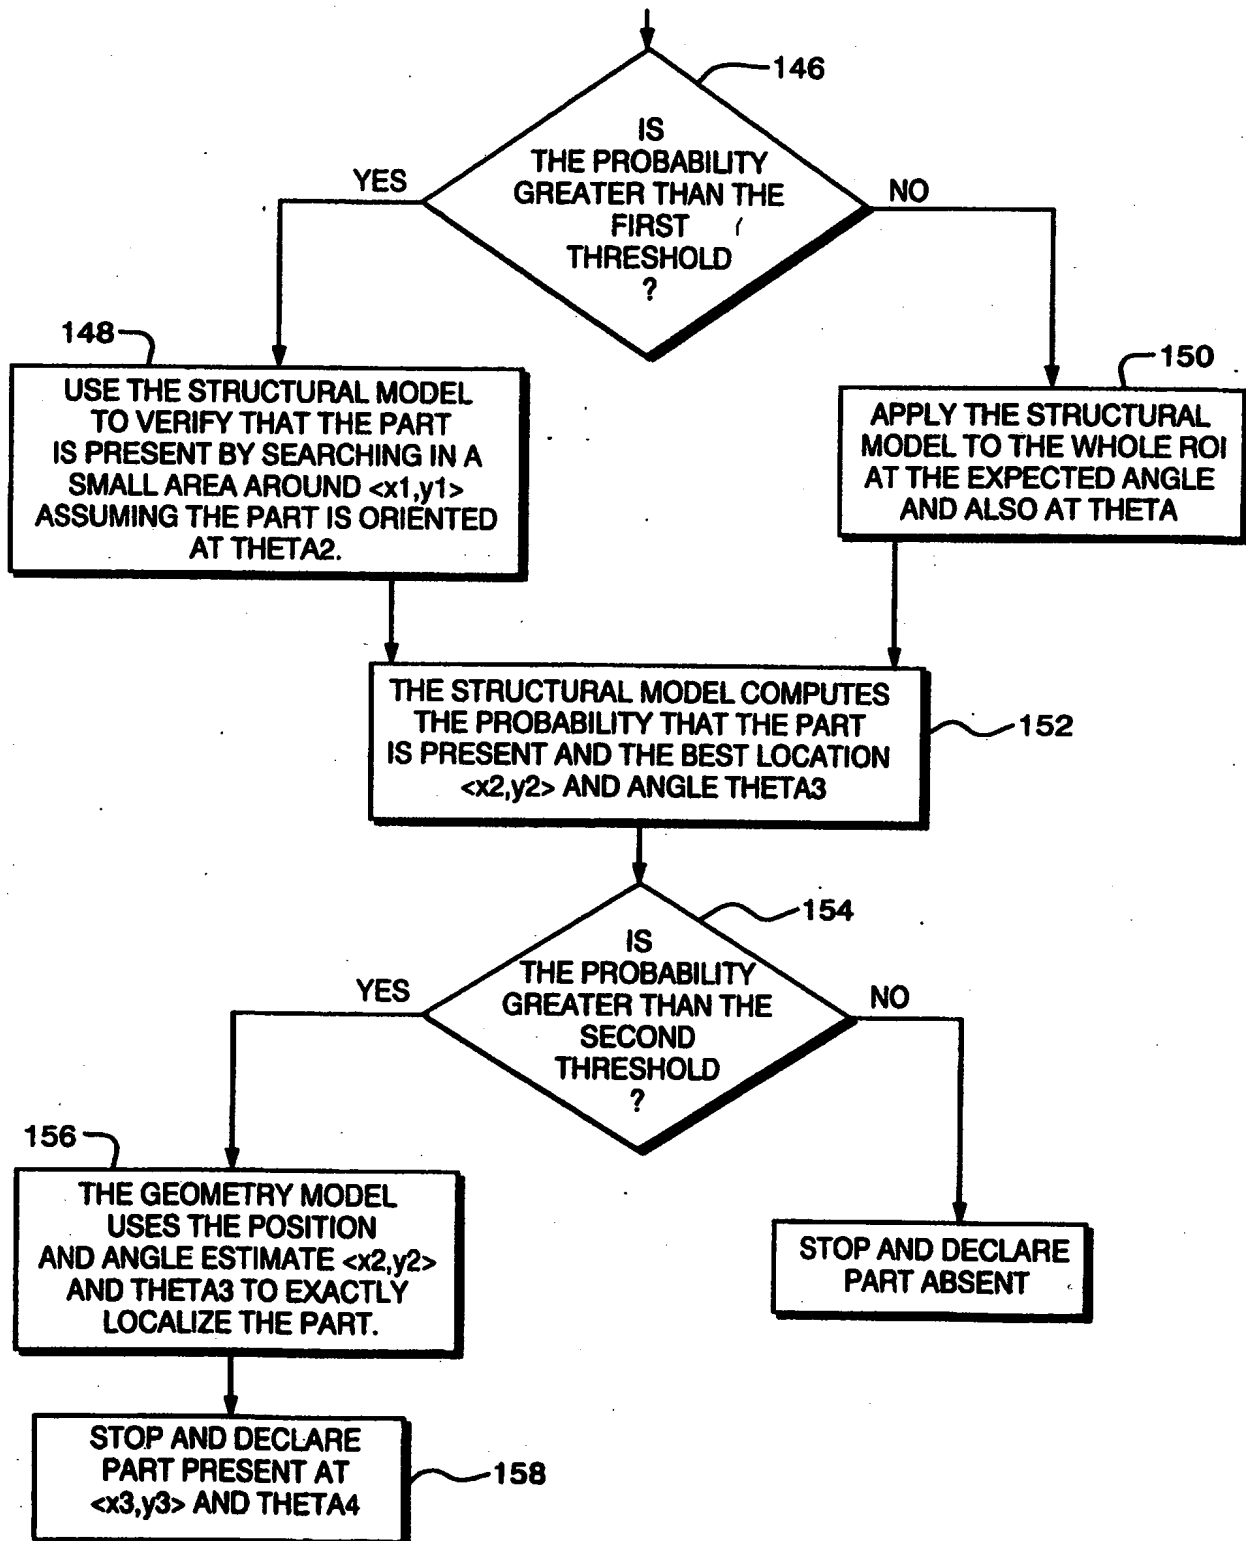 146
IS
THE PROBABILITY
GREATER THAN THE
FIRST
THRESHOLD
?
YES
NO
148
USE THE STRUCTURAL MODEL
TO VERIFY THAT THE PART
IS PRESENT BY SEARCHING IN A
SMALL AREA AROUND <x1,y1>
ASSUMING THE PART IS ORIENTED
AT THETA2.
150
APPLY THE STRUCTURAL
MODEL TO THE WHOLE ROI
AT THE EXPECTED ANGLE
AND ALSO AT THETA
THE STRUCTURAL MODEL COMPUTES
THE PROBABILITY THAT THE PART
IS PRESENT AND THE BEST LOCATION
<x2,y2> AND ANGLE THETA3
152
154
IS
THE PROBABILITY
GREATER THAN THE
SECOND
THRESHOLD
?
YES
NO
156
THE GEOMETRY MODEL
USES THE POSITION
AND ANGLE ESTIMATE <x2,y2>
AND THETA3 TO EXACTLY
LOCALIZE THE PART.
STOP AND DECLARE
PART ABSENT
STOP AND DECLARE
PART PRESENT AT
<x3,y3> AND THETA4
158